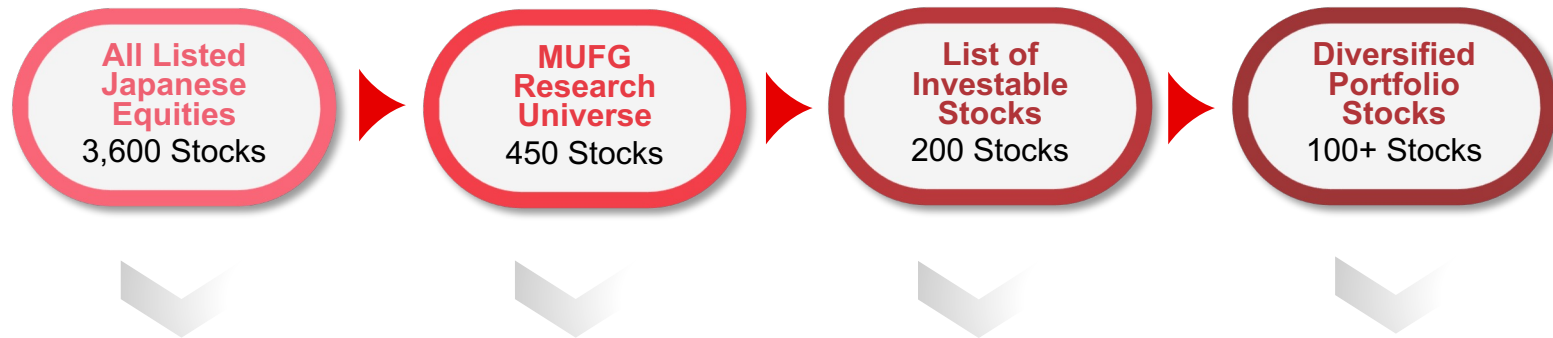 All Listed
Japanese
Equities
3,600 Stocks
MUFG
Research
Universe
450 Stocks
List of
Investable
Stocks
200 Stocks
Diversified
Portfolio
Stocks
100+ Stocks